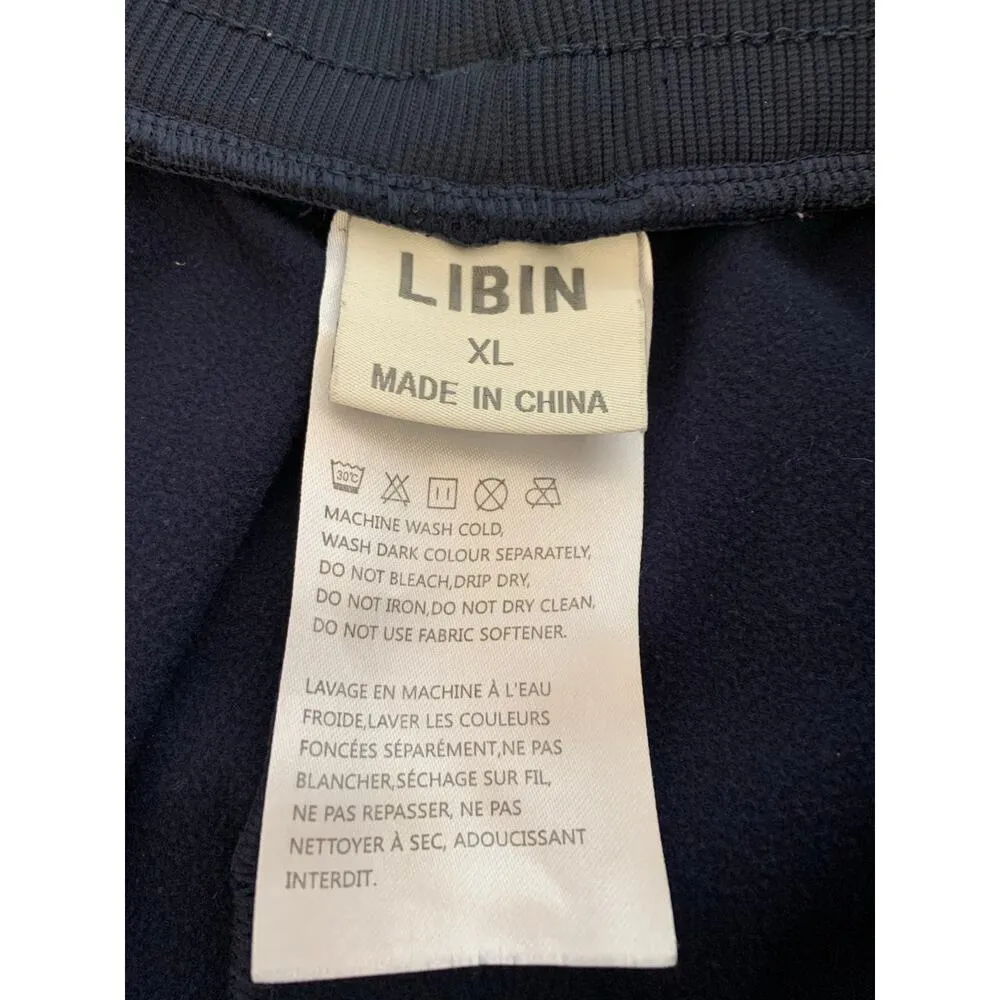 LIBIN
XL
MADE IN CHINA
30℃
MACHINE WASH COLD,
WASH DARK COLOUR SEPARATELY,
DO NOT BLEACH,DRIP DRY,
DO NOT IRON,DO NOT DRY CLEAN,
DO NOT USE FABRIC SOFTENER.
LAVAGE EN MACHINE À L'EAU
FROIDE,LAVER LES COULEURS
FONCÉES SÉPARÉMENT,NE PAS
BLANCHER,SÉCHAGE SUR FIL,
NE PAS REPASSER, NE PAS
NETTOYER À SEC, ADOUCISSANT
INTERDIT.